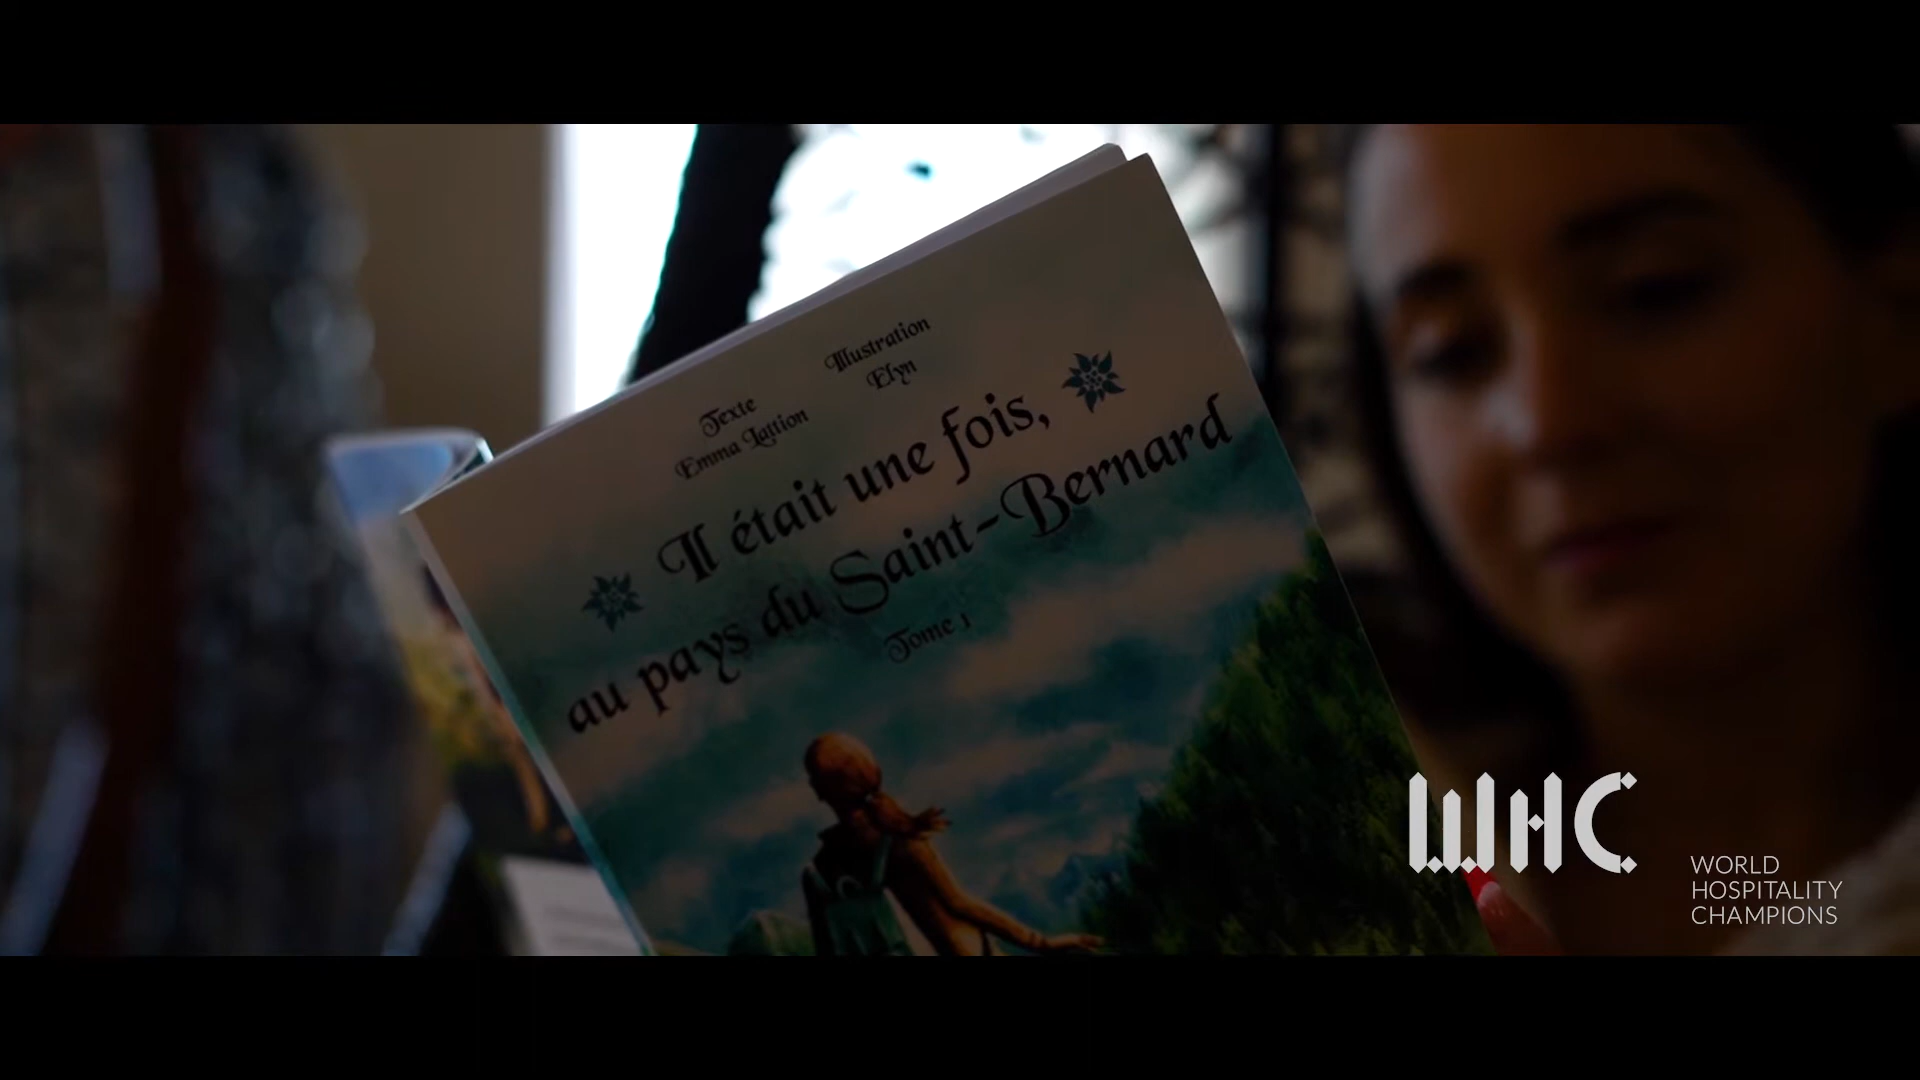 Texte
Emma Lattion
Illustration
Elyn
Il était une fois,
au pays du Saint-Bernard
Tome 1
WHC
WORLD
HOSPITALITY
CHAMPIONS